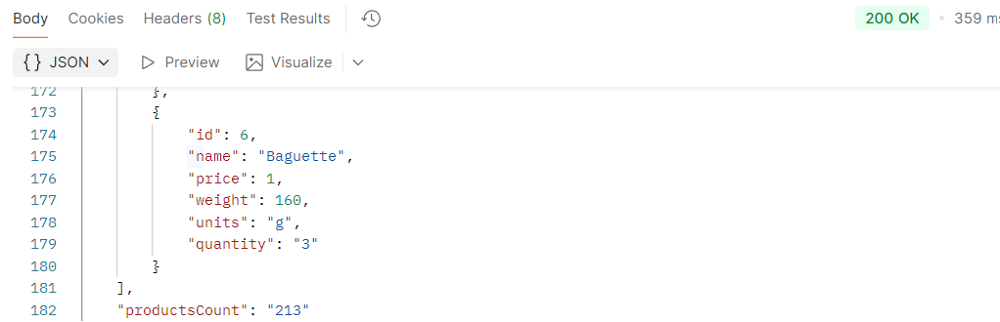 Body Cookies Headers (8) Test Results 200 OK • 359 ms
{} JSON Preview Visualize
172 },
173 {
174 "id": 6,
175 "name": "Baguette",
176 "price": 1,
177 "weight": 160,
178 "units": "g",
179 "quantity": "3"
180 }
181 ],
182 "productsCount": "213"